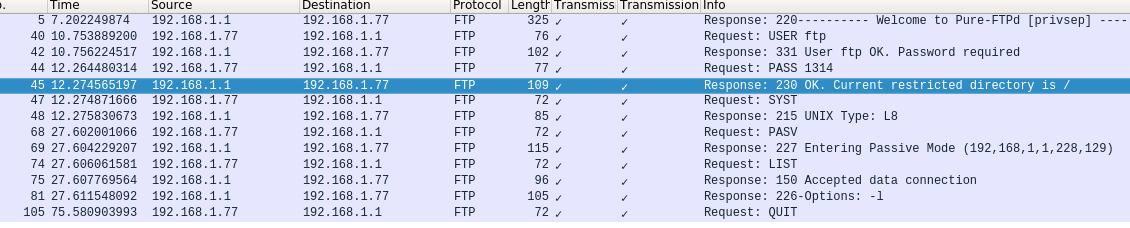 o. Time Source Destination Protocol Length Transmiss Transmission Info
5 7.202249874 192.168.1.1 192.168.1.77 FTP 325 ✓ ✓ Response: 220---------- Welcome to Pure-FTPd [privsep] ----
40 10.753889200 192.168.1.77 192.168.1.1 FTP 76 ✓ ✓ Request: USER ftp
42 10.756224517 192.168.1.1 192.168.1.77 FTP 102 ✓ ✓ Response: 331 User ftp OK. Password required
44 12.264480314 192.168.1.77 192.168.1.1 FTP 77 ✓ ✓ Request: PASS 1314
45 12.274565197 192.168.1.1 192.168.1.77 FTP 109 ✓ ✓ Response: 230 OK. Current restricted directory is /
47 12.274871666 192.168.1.77 192.168.1.1 FTP 72 ✓ ✓ Request: SYST
48 12.275830673 192.168.1.1 192.168.1.77 FTP 85 ✓ ✓ Response: 215 UNIX Type: L8
68 27.602001066 192.168.1.77 192.168.1.1 FTP 72 ✓ ✓ Request: PASV
69 27.604229207 192.168.1.1 192.168.1.77 FTP 115 ✓ ✓ Response: 227 Entering Passive Mode (192,168,1,1,228,129)
74 27.606061581 192.168.1.77 192.168.1.1 FTP 72 ✓ ✓ Request: LIST
75 27.607769564 192.168.1.1 192.168.1.77 FTP 96 ✓ ✓ Response: 150 Accepted data connection
81 27.611548092 192.168.1.1 192.168.1.77 FTP 105 ✓ ✓ Response: 226-Options: -l
105 75.580903993 192.168.1.77 192.168.1.1 FTP 72 ✓ ✓ Request: QUIT